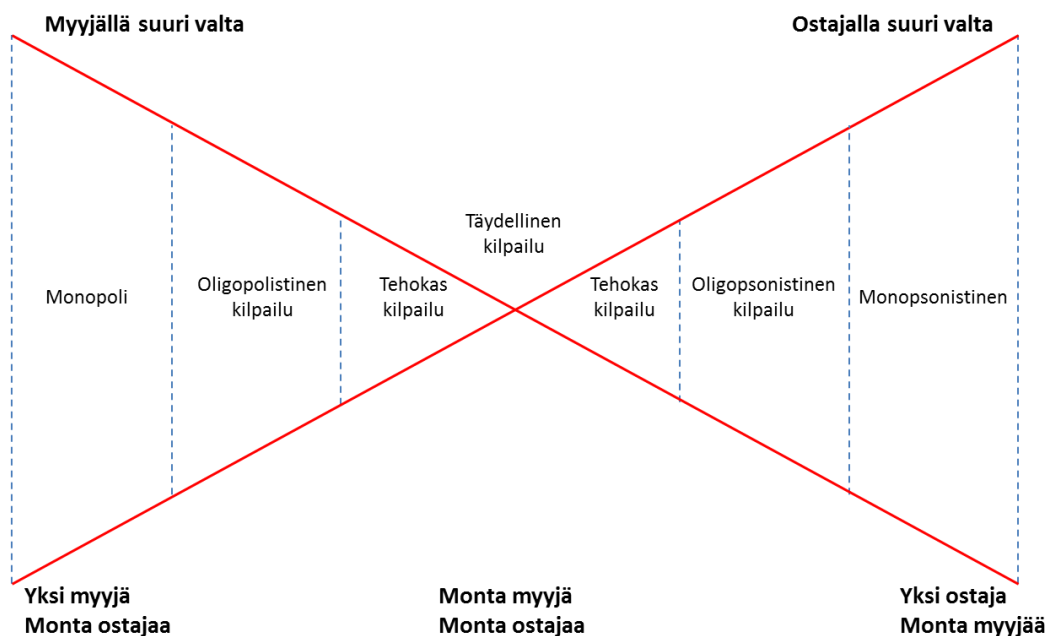 Myyjällä suuri valta
Ostajalla suuri valta
Täydellinen
kilpailu
Monopoli
Oligopolistinen
kilpailu
Tehokas
kilpailu
Tehokas
kilpailu
Oligopsonistinen
kilpailu
Monopsonistinen
Yksi myyjä
Monta ostajaa
Monta myyjä
Monta ostajaa
Yksi ostaja
Monta myyjää